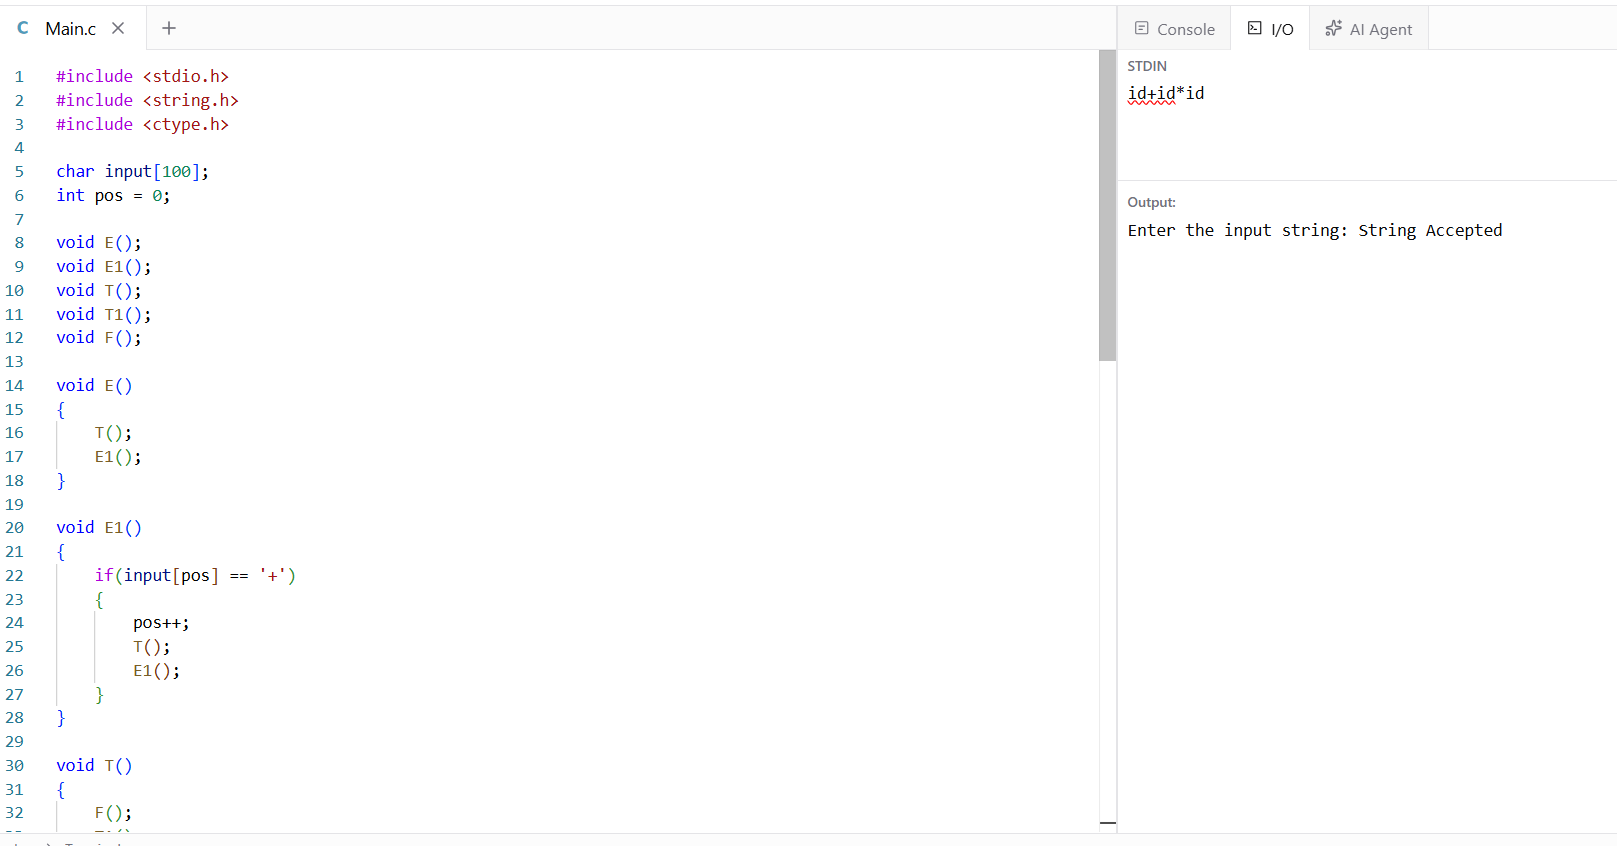 C Main.c × +
1 #include <stdio.h>
2 #include <string.h>
3 #include <ctype.h>
4
5 char input[100];
6 int pos = 0;
7
8 void E();
9 void E1();
10 void T();
11 void T1();
12 void F();
13
14 void E()
15 {
16     T();
17     E1();
18 }
19
20 void E1()
21 {
22     if(input[pos] == '+')
23     {
24         pos++;
25         T();
26         E1();
27     }
28 }
29
30 void T()
31 {
32     F();
Console I/O AI Agent
STDIN
id+id*id
Output:
Enter the input string: String Accepted